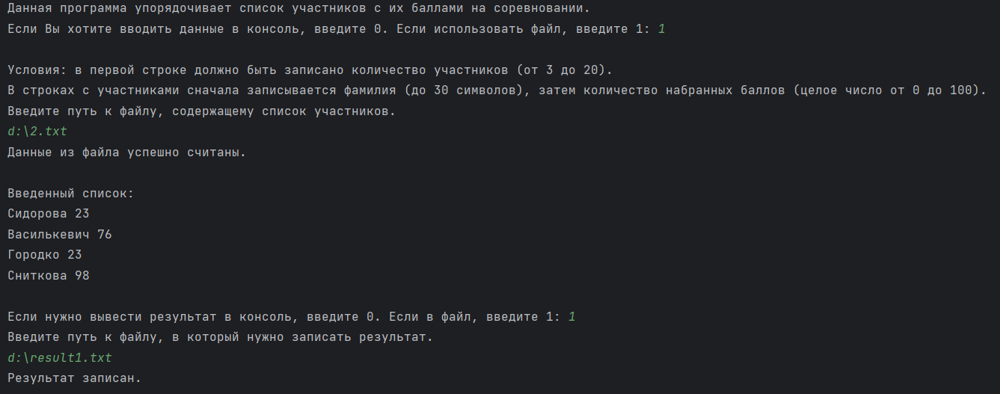 Данная программа упорядочивает список участников с их баллами на соревновании.
Если Вы хотите вводить данные в консоль, введите 0. Если использовать файл, введите 1: 1
Условия: в первой строке должно быть записано количество участников (от 3 до 20).
В строках с участниками сначала записывается фамилия (до 30 символов), затем количество набранных баллов (целое число от 0 до 100).
Введите путь к файлу, содержащему список участников.
d:\2.txt
Данные из файла успешно считаны.
Введенный список:
Сидорова 23
Василькевич 76
Городко 23
Сниткова 98
Если нужно вывести результат в консоль, введите 0. Если в файл, введите 1: 1
Введите путь к файлу, в который нужно записать результат.
d:\result1.txt
Результат записан.